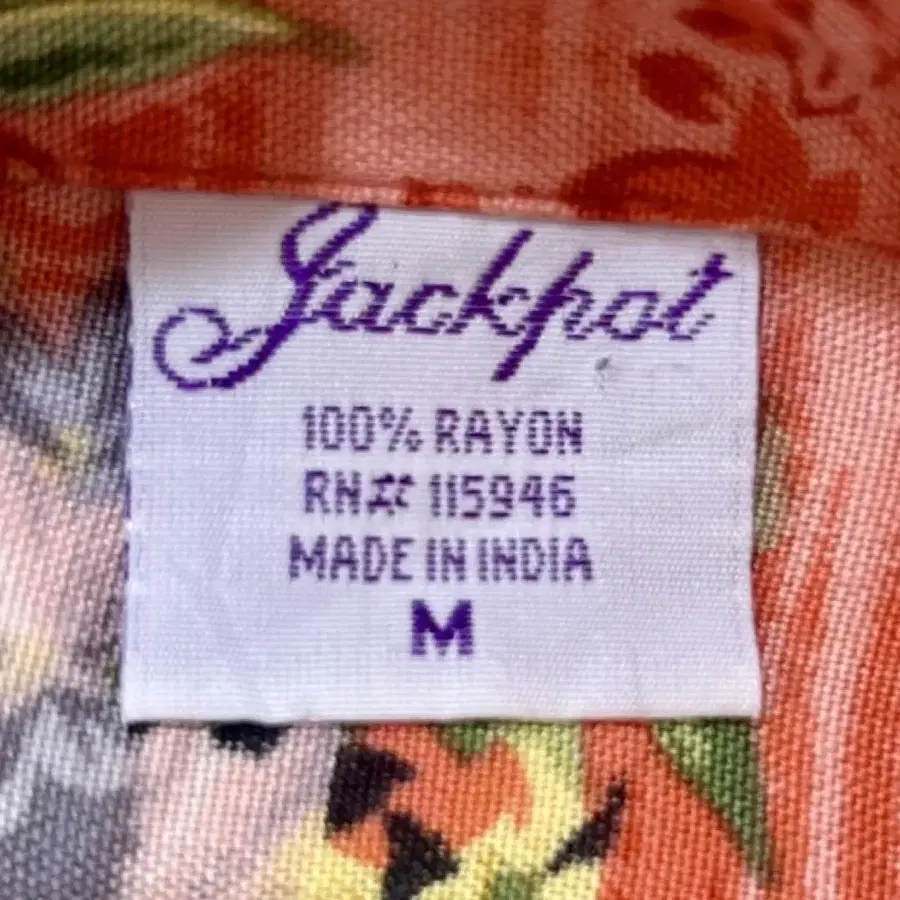 Jackpot
100% RAYON
RN# 115946
MADE IN INDIA
M